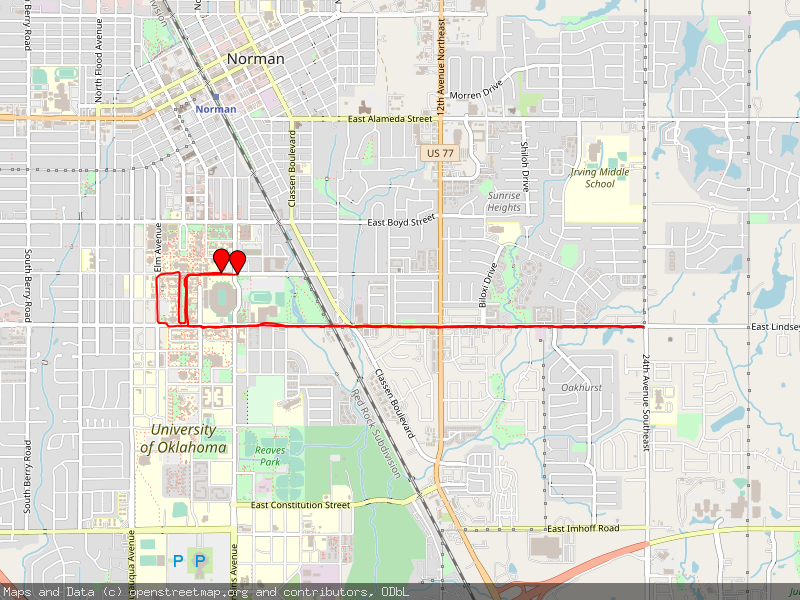 Norman
Norman
North Flood Avenue
Berry Road
Division
12th Avenue Northeast
Morren Drive
East Alameda Street
US 77
Classen Boulevard
Shiloh Drive
Irving Middle
School
Sunrise
Heights
East Boyd Street
Elm Avenue
South Berry Road
Biloxi Drive
East Lindsey
24th Avenue Southeast
Oakhurst
Classen Boulevard
Red Rock Subdivision
University
of Oklahoma
Reaves
Park
South Berry Road
East Constitution Street
East Imhoff Road
P
P
Maps and Data (c) openstreetmap.org and contributors, ODbL